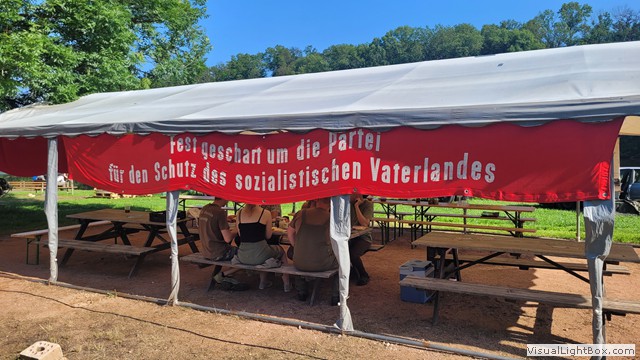 Fest geschart um die Partei
für den Schutz des sozialistischen Vaterlandes
VisualLightBox.com